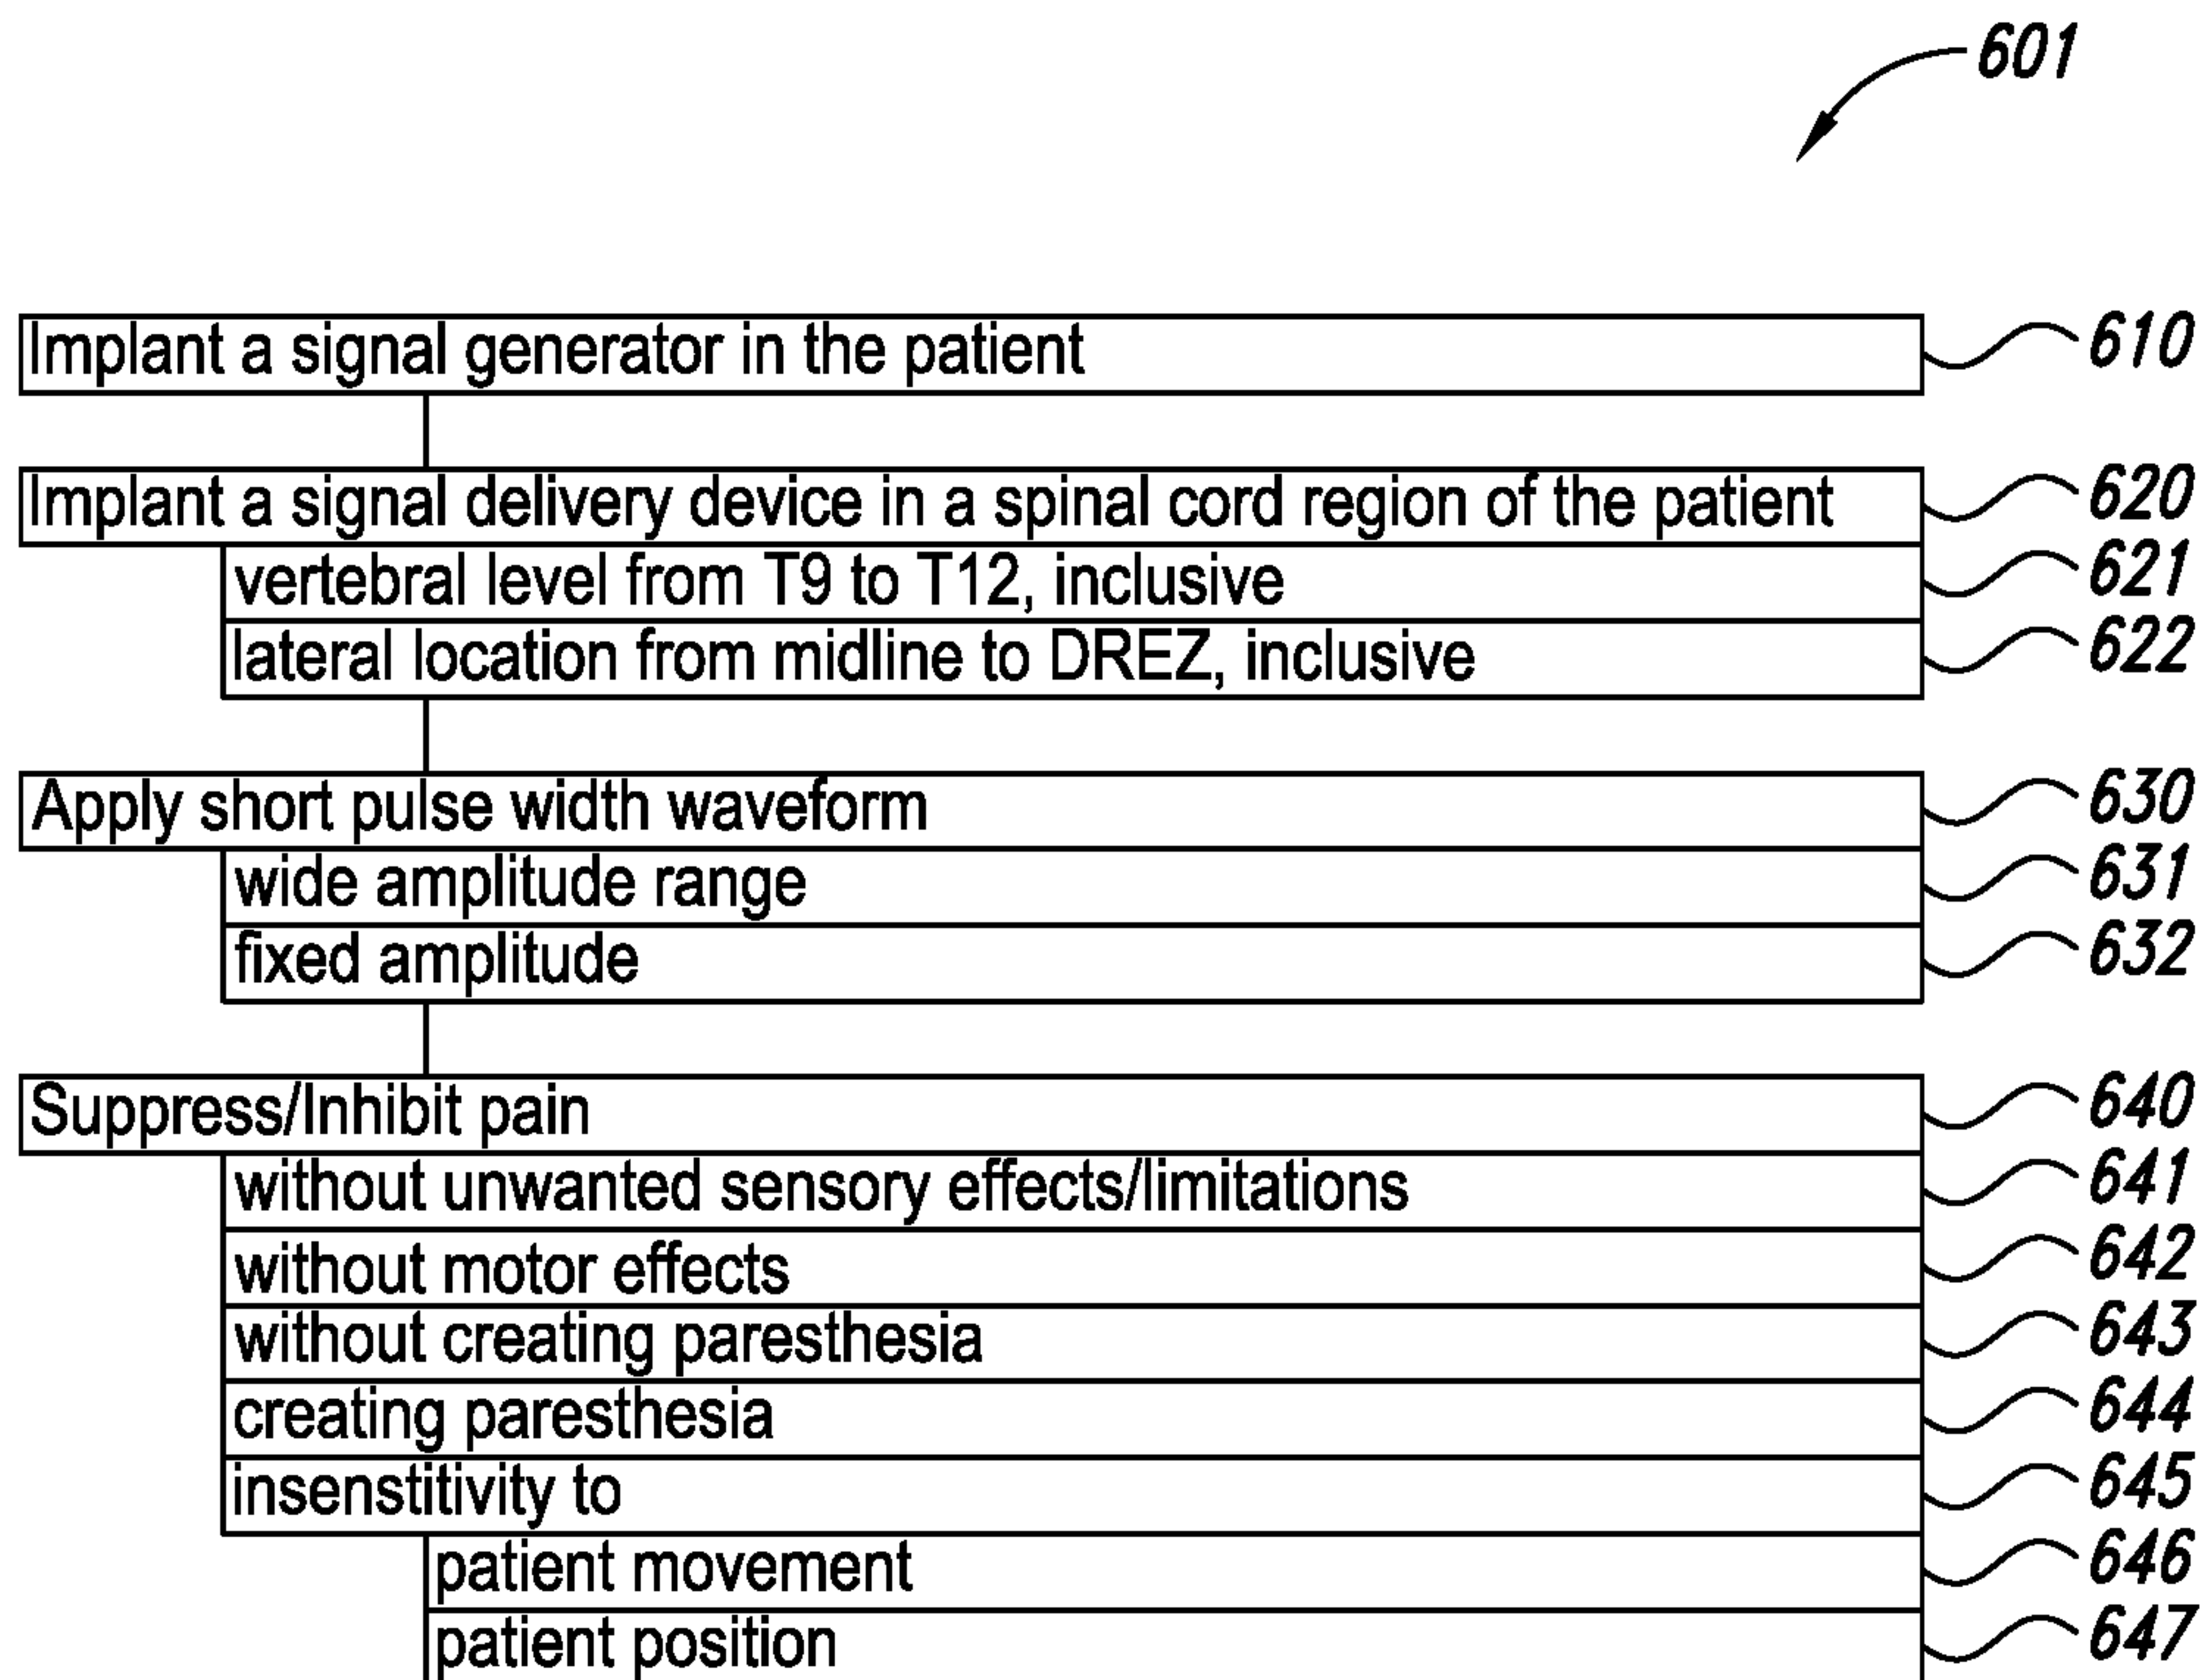 601
Implant a signal generator in the patient 610
Implant a signal delivery device in a spinal cord region of the patient 620
vertebral level from T9 to T12, inclusive 621
lateral location from midline to DREZ, inclusive 622
Apply short pulse width waveform 630
wide amplitude range 631
fixed amplitude 632
Suppress/Inhibit pain 640
without unwanted sensory effects/limitations 641
without motor effects 642
without creating paresthesia 643
creating paresthesia 644
insenstitivity to 645
patient movement 646
patient position 647